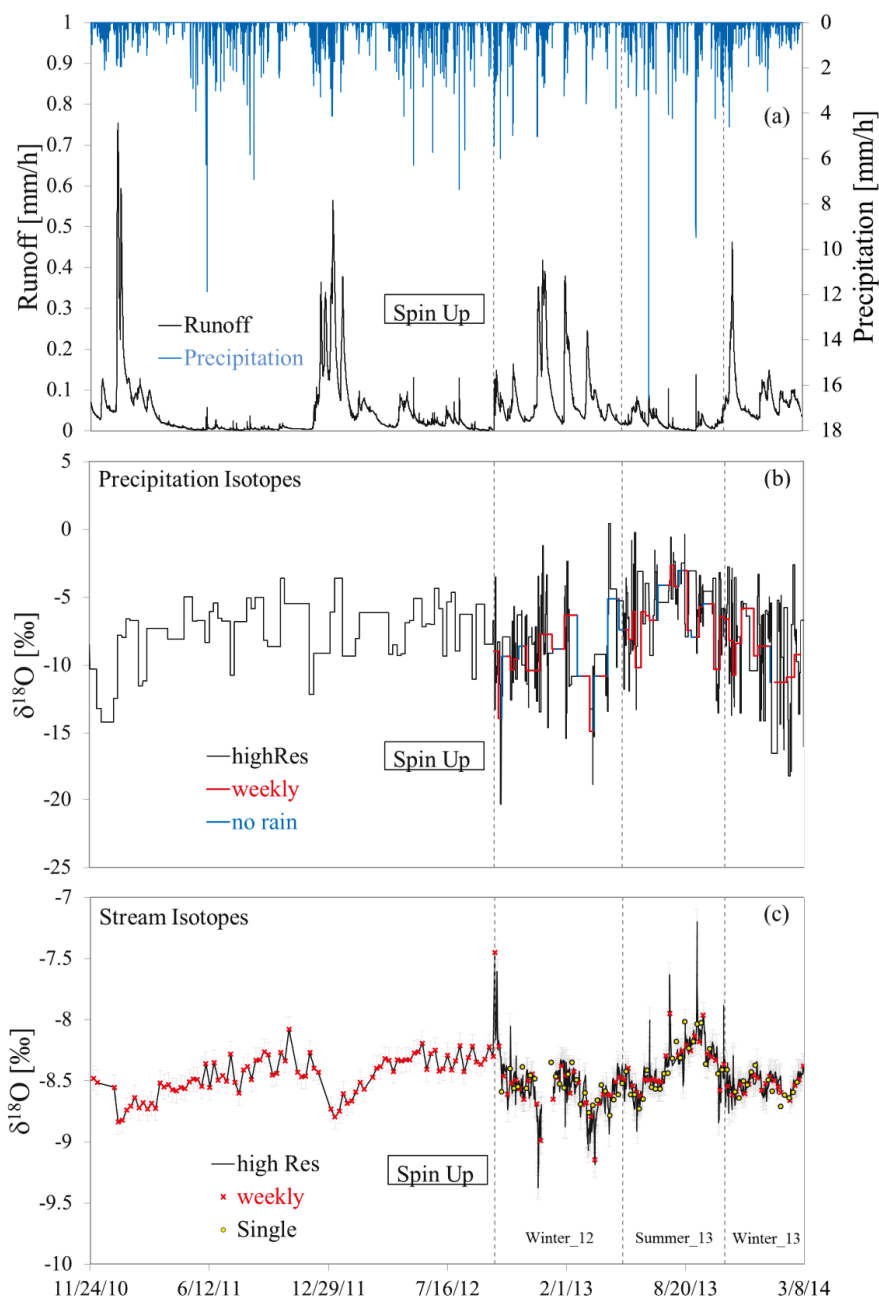 1
0.9
0.8
0.7
0.6
0.5
0.4
0.3
0.2
0.1
0
Runoff [mm/h]
0
2
4
6
8
10
12
14
16
18
Precipitation [mm/h]
(a)
Spin Up
Runoff
Precipitation
5
0
-5
-10
-15
-20
-25
δ¹⁸O [‰]
Precipitation Isotopes
(b)
Spin Up
highRes
weekly
no rain
-7
-7.5
-8
-8.5
-9
-9.5
-10
δ¹⁸O [‰]
Stream Isotopes
(c)
high Res
weekly
Single
Spin Up
Winter_12
Summer_13
Winter_13
11/24/10
6/12/11
12/29/11
7/16/12
2/1/13
8/20/13
3/8/14